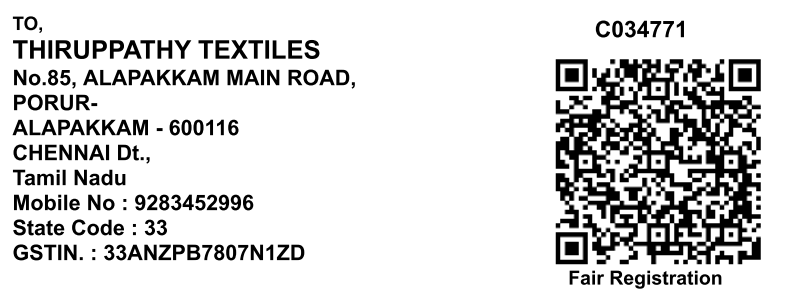 TO,
THIRUPPATHY TEXTILES
No.85, ALAPAKKAM MAIN ROAD,
PORUR-
ALAPAKKAM - 600116
CHENNAI Dt.,
Tamil Nadu
Mobile No : 9283452996
State Code : 33
GSTIN. : 33ANZPB7807N1ZD
C034771
Fair Registration